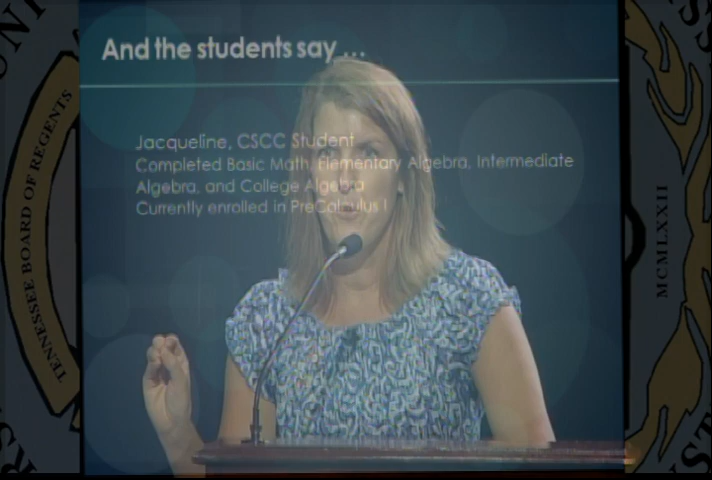 And the students say ...
Jacqueline, CSCC Student
Completed Basic Math, Elementary Algebra, Intermediate
Algebra, and College Algebra
Currently enrolled in PreCalculus I
TENNESSEE BOARD OF REGENTS
MCMLXXII